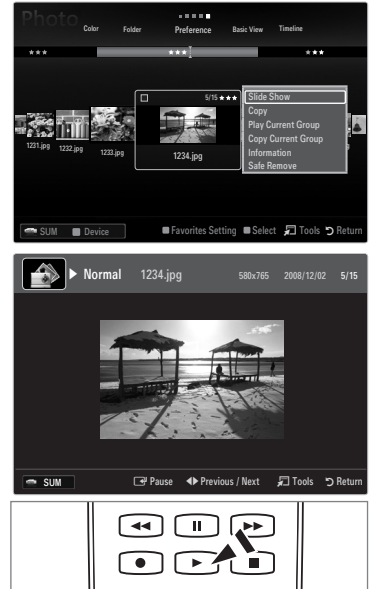 Photo
Color Folder Preference Basic View Timeline
★★★ ★★★ ★★★
5/15 ★★★
1231.jpg 1232.jpg 1233.jpg 1234.jpg
Slide Show
Copy
Play Current Group
Copy Current Group
Information
Safe Remove
SUM Device Favorites Setting Select Tools Return
Normal 1234.jpg 580x765 2008/12/02 5/15
SUM Pause Previous / Next Tools Return